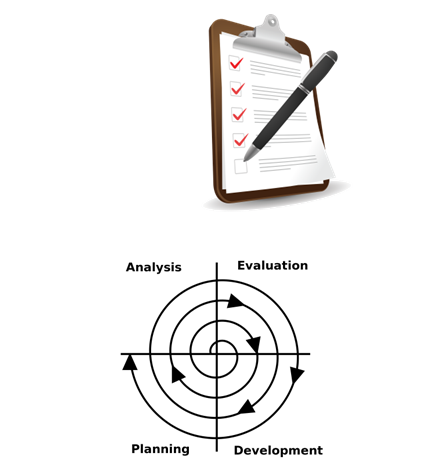 Analysis
Evaluation
Planning
Development